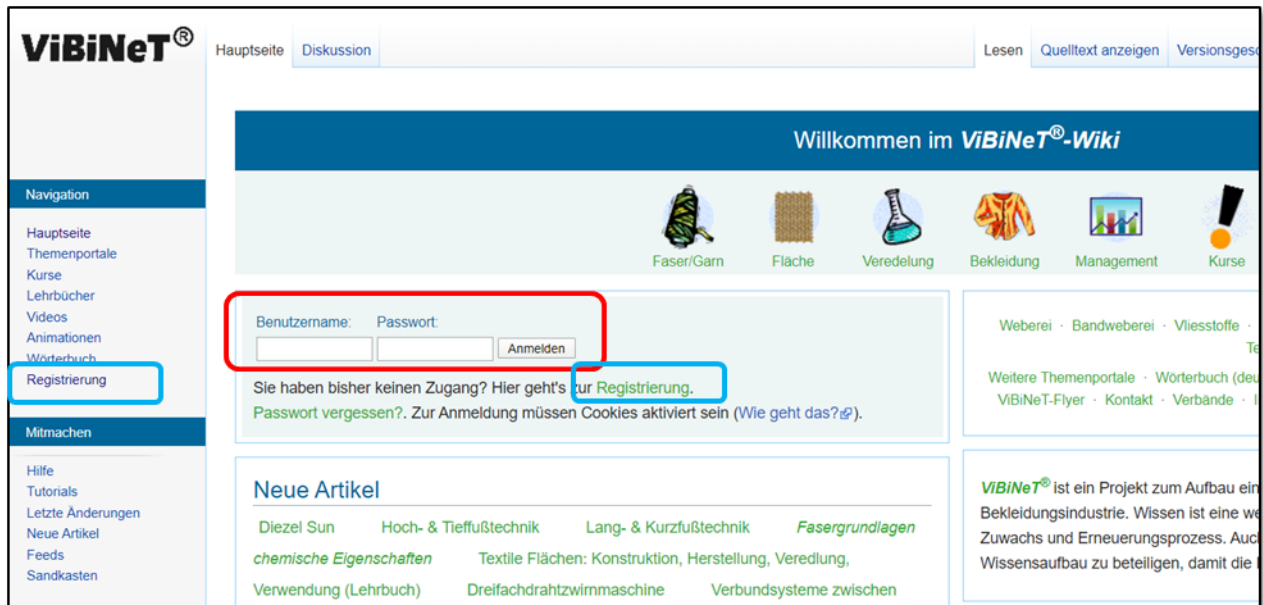 ViBiNeT®
Hauptseite Diskussion Lesen Quelltext anzeigen
Willkommen im ViBiNeT®-Wiki
Navigation
Hauptseite
Themenportale
Kurse
Lehrbücher
Videos
Animationen
Wörterbuch
Registrierung
Mitmachen
Hilfe
Tutorials
Letzte Änderungen
Neue Artikel
Feeds
Sandkasten
Faser/Garn Fläche Veredelung Bekleidung Management Kurse
Benutzername: Passwort:
Anmelden
Sie haben bisher keinen Zugang? Hier geht's zur Registrierung.
Passwort vergessen?. Zur Anmeldung müssen Cookies aktiviert sein (Wie geht das?).
Weberei · Bandweberei · Vliesstoffe ·
Weitere Themenportale · Wörterbuch
ViBiNeT-Flyer · Kontakt · Verbände ·
Neue Artikel
Diezel Sun Hoch- & Tieffußtechnik Lang- & Kurzfußtechnik Fasergrundlagen
chemische Eigenschaften Textile Flächen: Konstruktion, Herstellung, Veredlung,
Verwendung (Lehrbuch) Dreifachdrahtzwirnmaschine Verbundsysteme zwischen
ViBiNeT® ist ein Projekt zum Aufbau
Bekleidungsindustrie. Wissen ist eine
Zuwachs und Erneuerungsprozess.
Wissensaufbau zu beteiligen, damit die